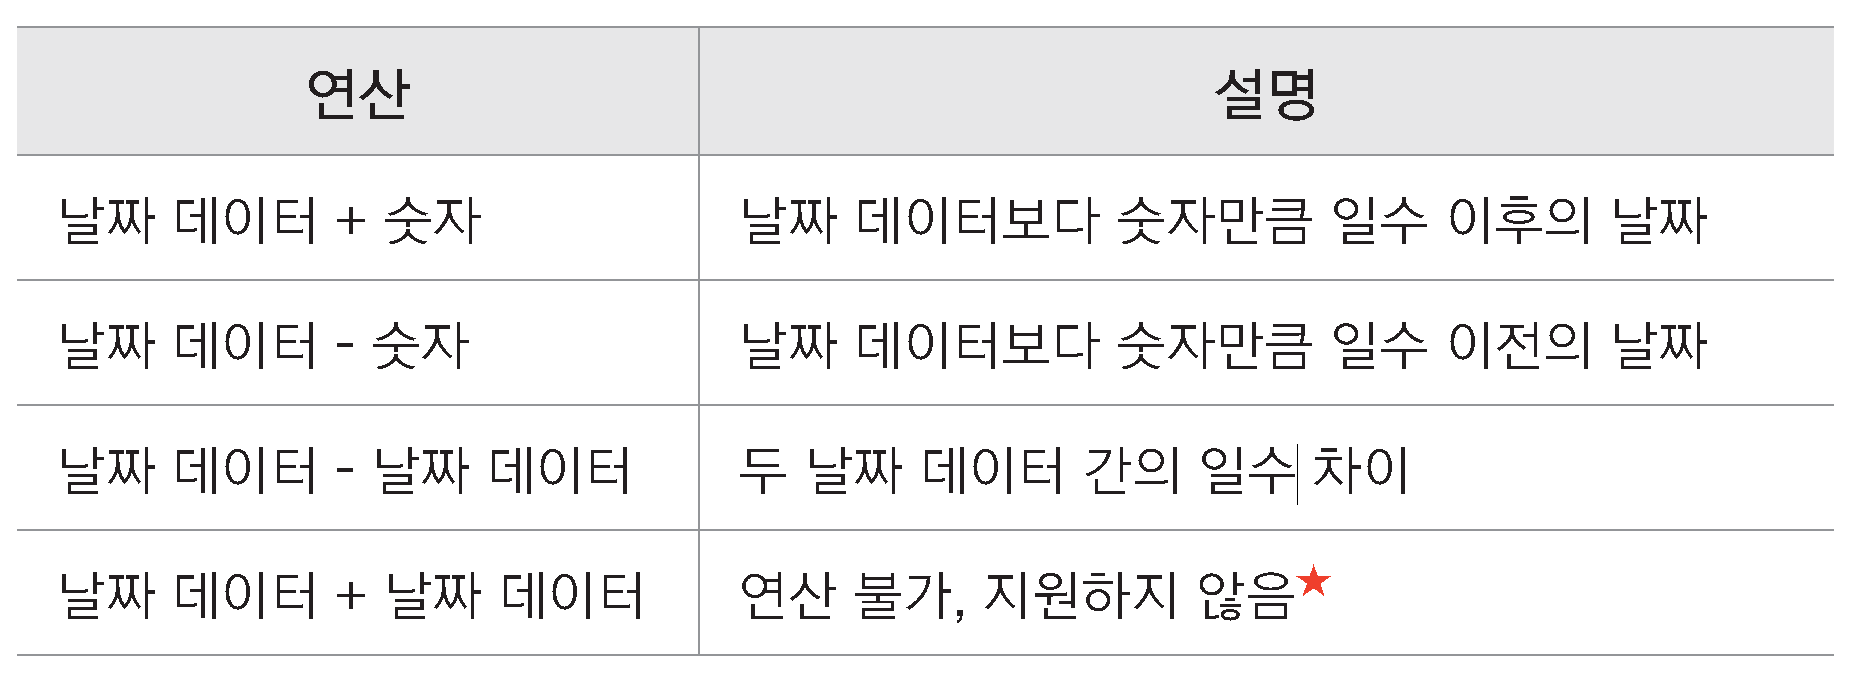 연산 설명
날짜 데이터 + 숫자 날짜 데이터보다 숫자만큼 일수 이후의 날짜
날짜 데이터 - 숫자 날짜 데이터보다 숫자만큼 일수 이전의 날짜
날짜 데이터 - 날짜 데이터 두 날짜 데이터 간의 일수 차이
날짜 데이터 + 날짜 데이터 연산 불가, 지원하지 않음★